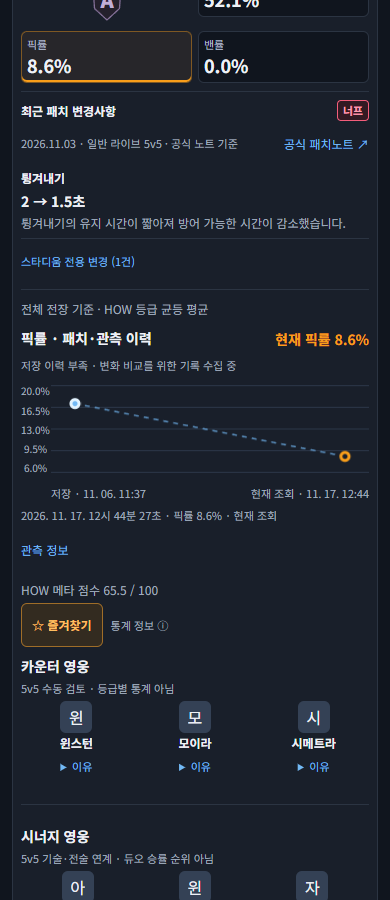 A
52.1%
픽률
8.6%
밴률
0.0%
최근 패치 변경사항
너프
2026.11.03 · 일반 라이브 5v5 · 공식 노트 기준
공식 패치노트 ↗
튕겨내기
2 → 1.5초
튕겨내기의 유지 시간이 짧아져 방어 가능한 시간이 감소했습니다.
스타디움 전용 변경 (1건)
전체 전장 기준 · HOW 등급 균등 평균
픽률 · 패치·관측 이력
현재 픽률 8.6%
저장 이력 부족 · 변화 비교를 위한 기록 수집 중
20.0%
16.5%
13.0%
9.5%
6.0%
저장 · 11. 06. 11:37
현재 조회 · 11. 17. 12:44
2026. 11. 17. 12시 44분 27초 · 픽률 8.6% · 현재 조회
관측 정보
HOW 메타 점수 65.5 / 100
☆ 즐겨찾기
통계 정보 ⓘ
카운터 영웅
5v5 수동 검토 · 등급별 통계 아님
윈
모
시
윈스턴
모이라
시메트라
▶ 이유
▶ 이유
▶ 이유
시너지 영웅
5v5 기술·전술 연계 · 듀오 승률 순위 아님
아
윈
자